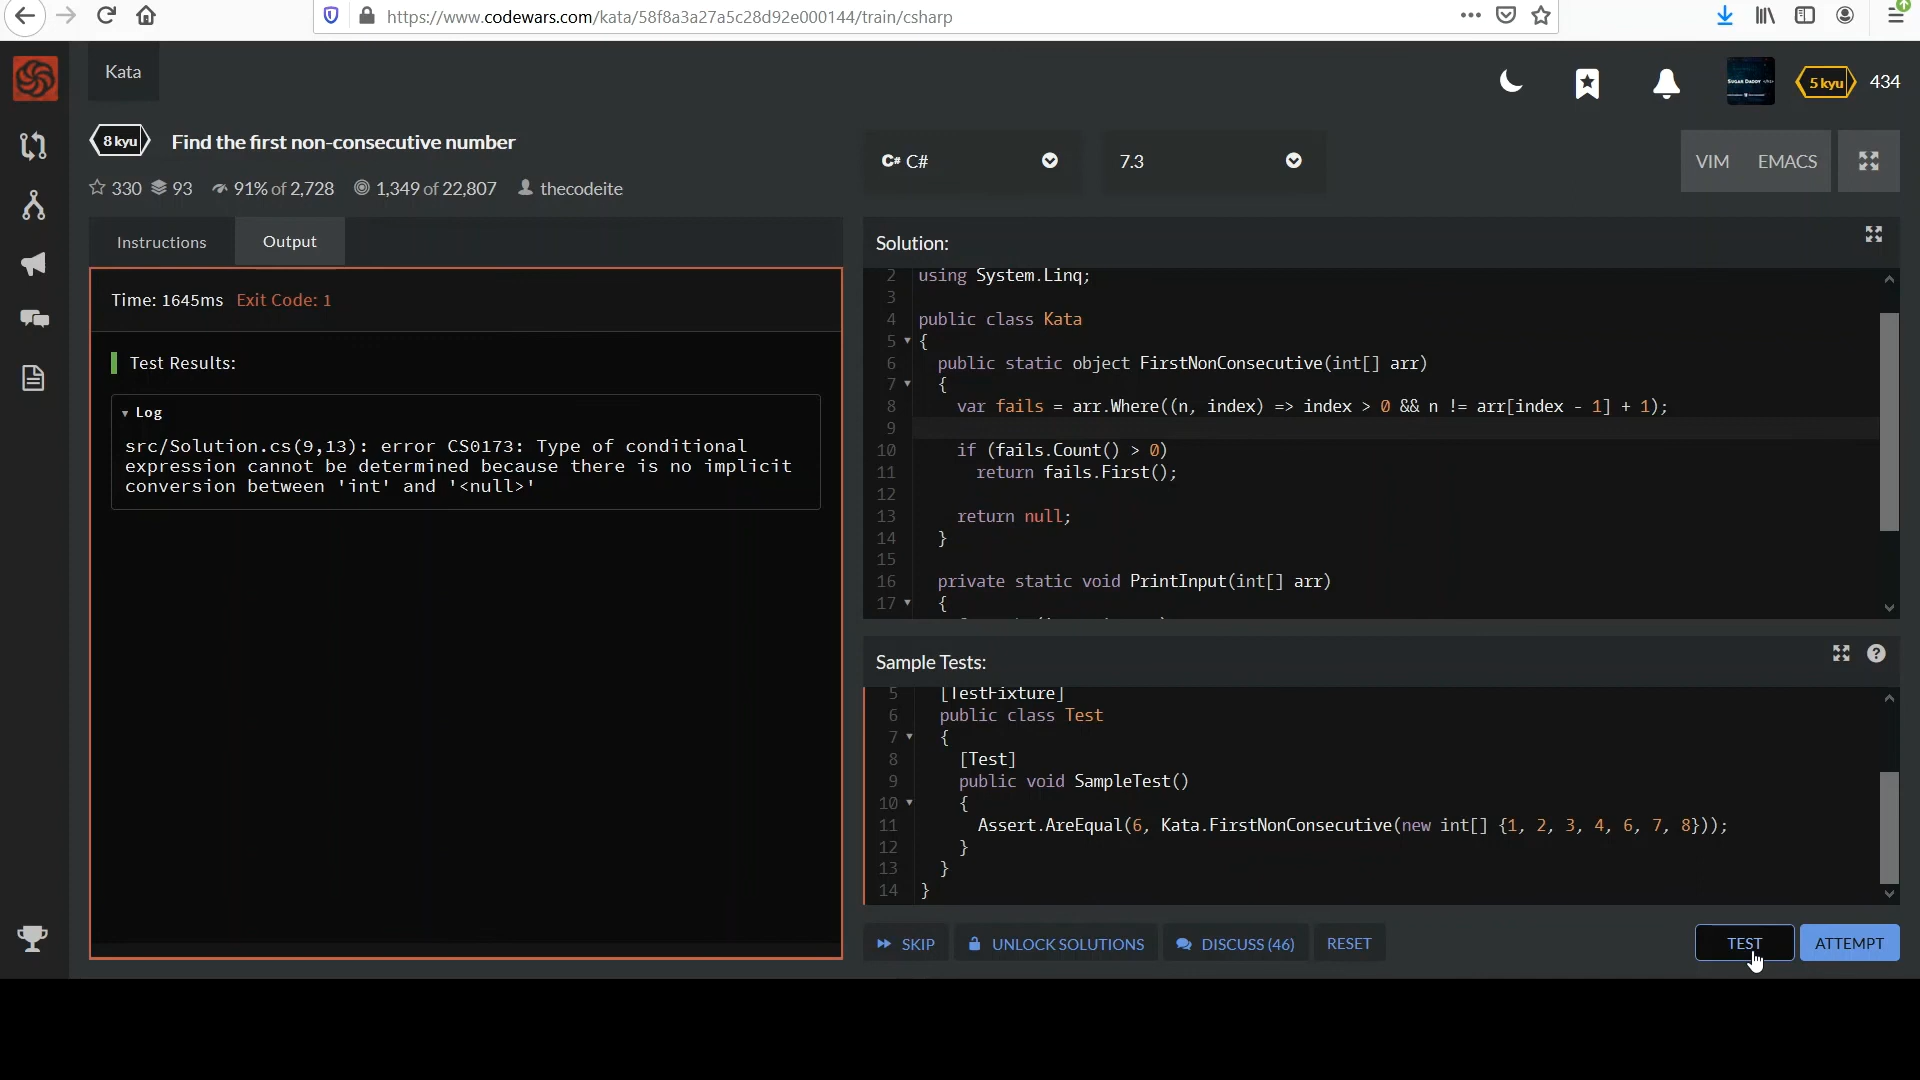 https://www.codewars.com/kata/58f8a3a27a5c28d92e000144/train/csharp
Kata
SUGAR DADDY
5 kyu 434
8 kyu Find the first non-consecutive number
C# C#
7.3
VIM EMACS
330 93 91% of 2,728 1,349 of 22,807 thecodeite
Instructions
Output
Time: 1645ms Exit Code: 1
Test Results:
Log
src/Solution.cs(9,13): error CS0173: Type of conditional
expression cannot be determined because there is no implicit
conversion between 'int' and '<null>'
Solution:
2 using System.Linq;
3
4 public class Kata
5 {
6 public static object FirstNonConsecutive(int[] arr)
7 {
8 var fails = arr.Where((n, index) => index > 0 && n != arr[index - 1] + 1);
9
10 if (fails.Count() > 0)
11 return fails.First();
12
13 return null;
14 }
15
16 private static void PrintInput(int[] arr)
17 {
Sample Tests:
5 [TestFixture]
6 public class Test
7 {
8 [Test]
9 public void SampleTest()
10 {
11 Assert.AreEqual(6, Kata.FirstNonConsecutive(new int[] {1, 2, 3, 4, 6, 7, 8}));
12 }
13 }
14 }
SKIP
UNLOCK SOLUTIONS
DISCUSS (46)
RESET
TEST
ATTEMPT